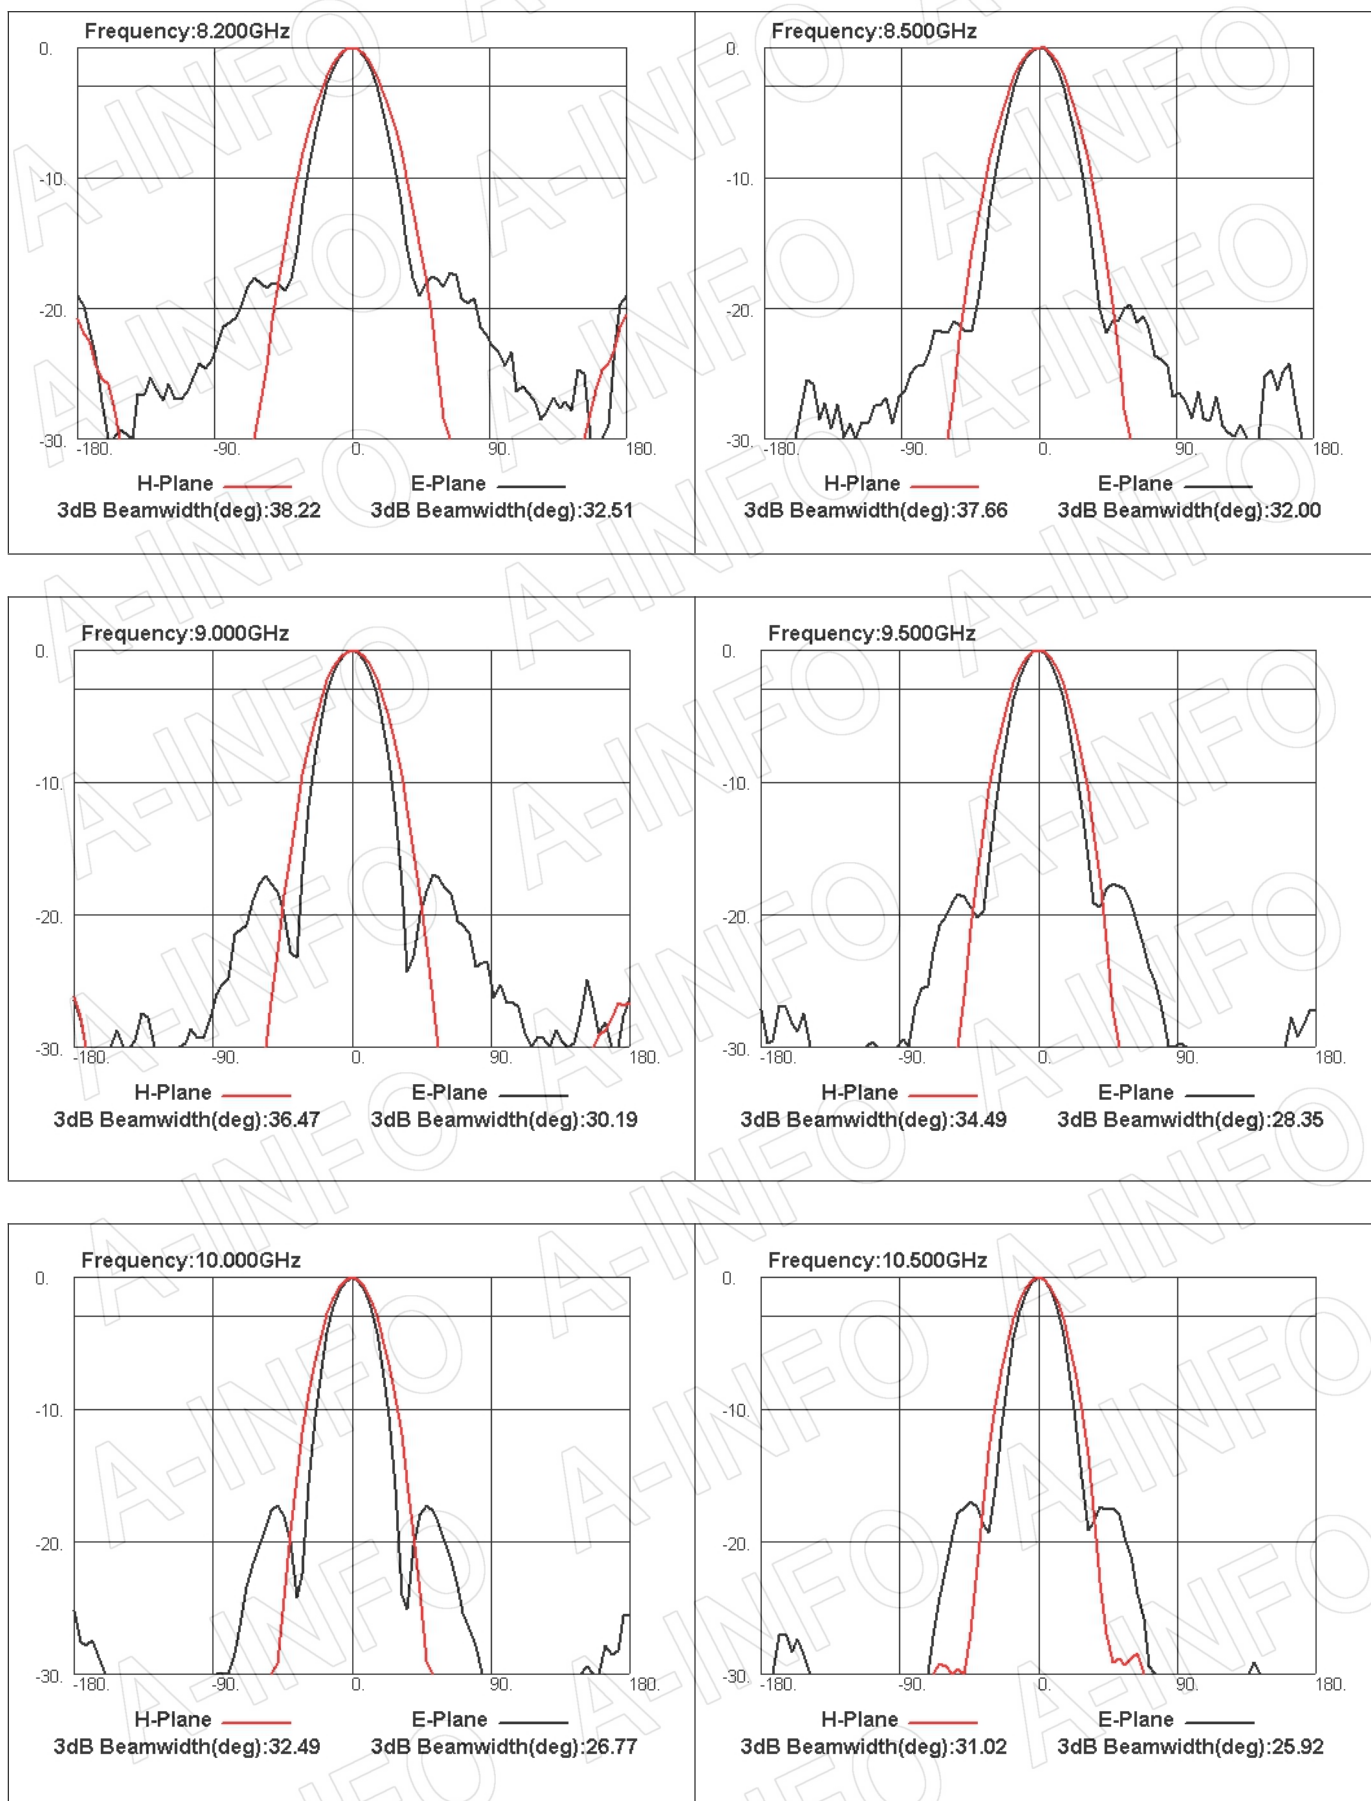 Frequency:8.200GHz
0.
-10.
-20.
-30.
-180. -90. 0. 90. 180.
H-Plane E-Plane
3dB Beamwidth(deg):38.22 3dB Beamwidth(deg):32.51
Frequency:8.500GHz
0.
-10.
-20.
-30.
-180. -90. 0. 90. 180.
H-Plane E-Plane
3dB Beamwidth(deg):37.66 3dB Beamwidth(deg):32.00
Frequency:9.000GHz
0.
-10.
-20.
-30.
-180. -90. 0. 90. 180.
H-Plane E-Plane
3dB Beamwidth(deg):36.47 3dB Beamwidth(deg):30.19
Frequency:9.500GHz
0.
-10.
-20.
-30.
-180. -90. 0. 90. 180.
H-Plane E-Plane
3dB Beamwidth(deg):34.49 3dB Beamwidth(deg):28.35
Frequency:10.000GHz
0.
-10.
-20.
-30.
-180. -90. 0. 90. 180.
H-Plane E-Plane
3dB Beamwidth(deg):32.49 3dB Beamwidth(deg):26.77
Frequency:10.500GHz
0.
-10.
-20.
-30.
-180. -90. 0. 90. 180.
H-Plane E-Plane
3dB Beamwidth(deg):31.02 3dB Beamwidth(deg):25.92
A-INFO